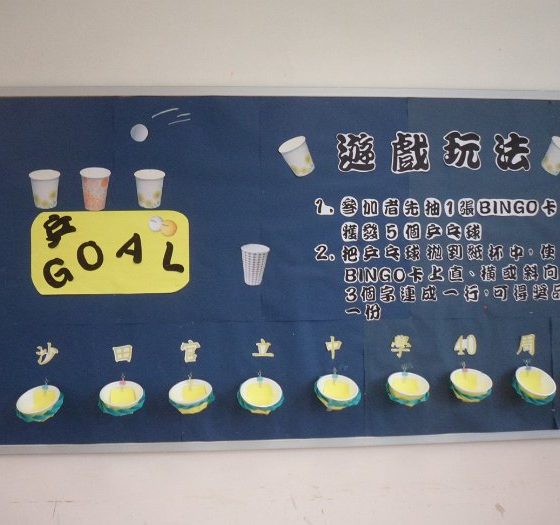 乒
GOAL
遊戲玩法
1. 參加者先抽1張BINGO卡
獲發5個乒乓球
2. 把乒乓球拋到紙杯中，使
BINGO卡上直、橫或斜向
3個字連成一行，可得獎品
一份
沙田官立中學40周